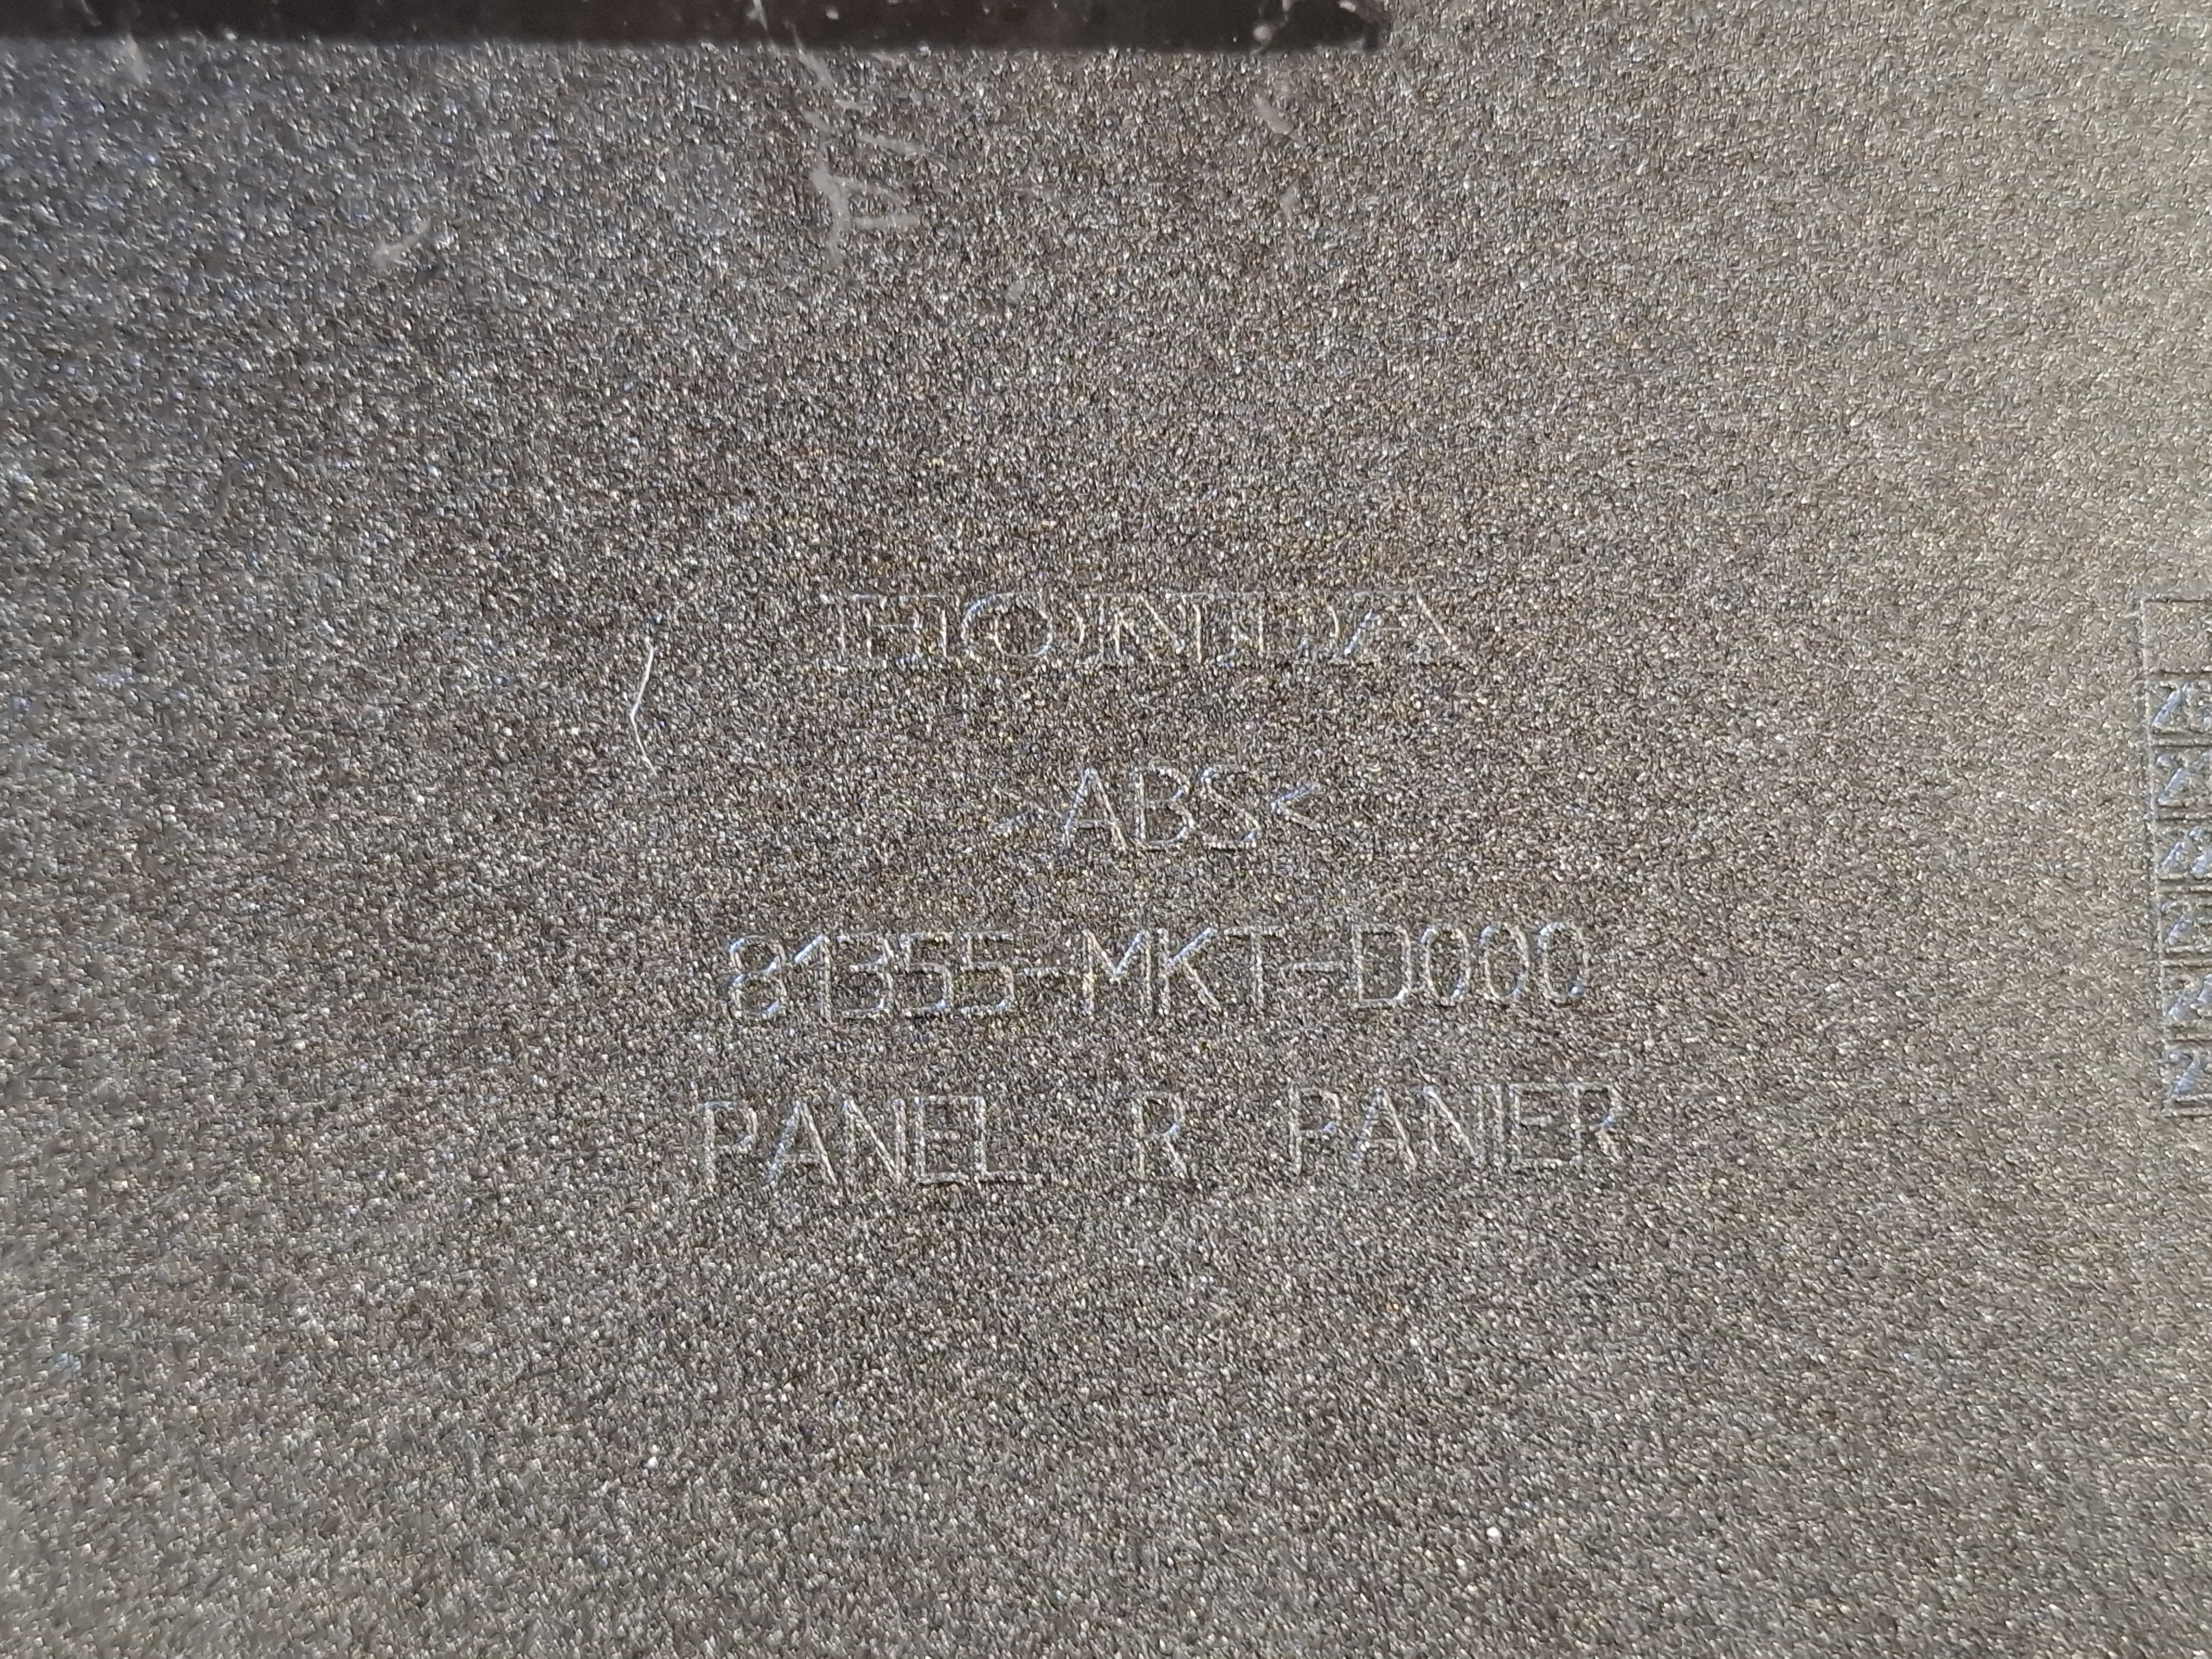 HONDA
>ABS<
81355-MKT-D000
PANEL R PANIER